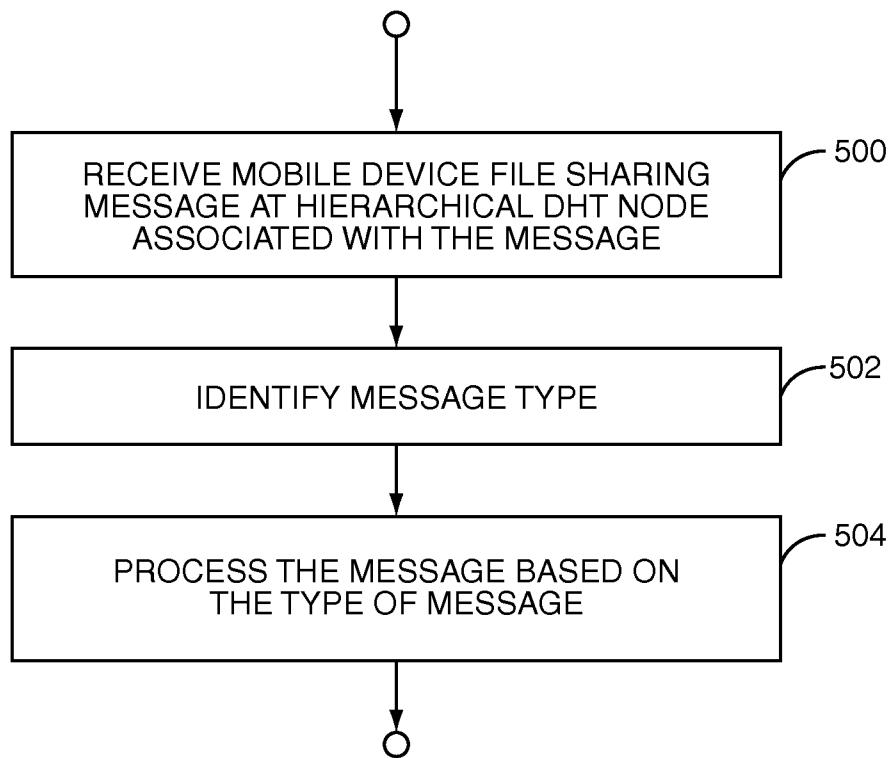 RECEIVE MOBILE DEVICE FILE SHARING
MESSAGE AT HIERARCHICAL DHT NODE
ASSOCIATED WITH THE MESSAGE
500
IDENTIFY MESSAGE TYPE
502
PROCESS THE MESSAGE BASED ON
THE TYPE OF MESSAGE
504